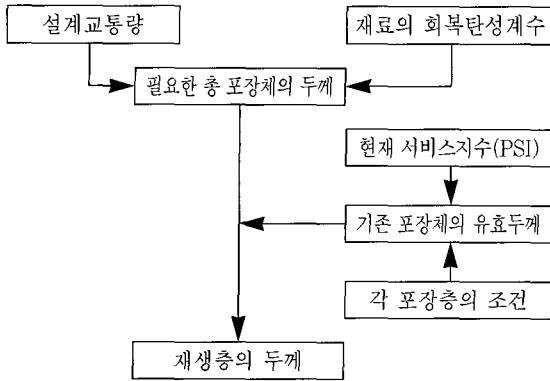 설계교통량
재료의 회복탄성계수
필요한 총 포장체의 두께
현재 서비스지수(PSI)
기존 포장체의 유효두께
각 포장층의 조건
재생층의 두께